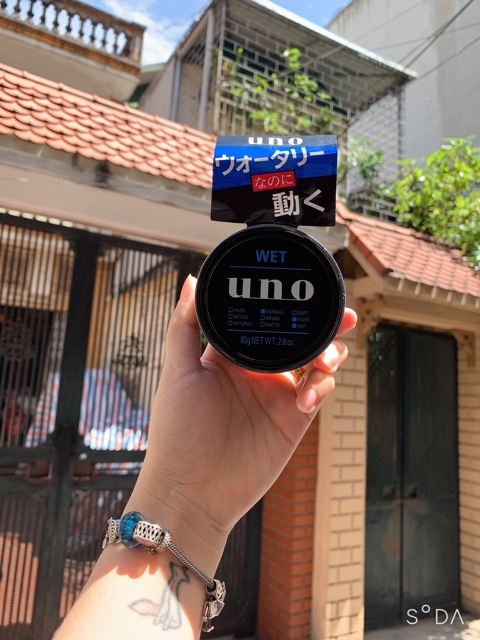 uno
ウォータリー
なのに
動く
WET
uno
HARD NORMAL SOFT
ACTIVE ROUGH TIGHT
NATURAL MATTE WET
80g NET WT. 2.8 oz.
SODA